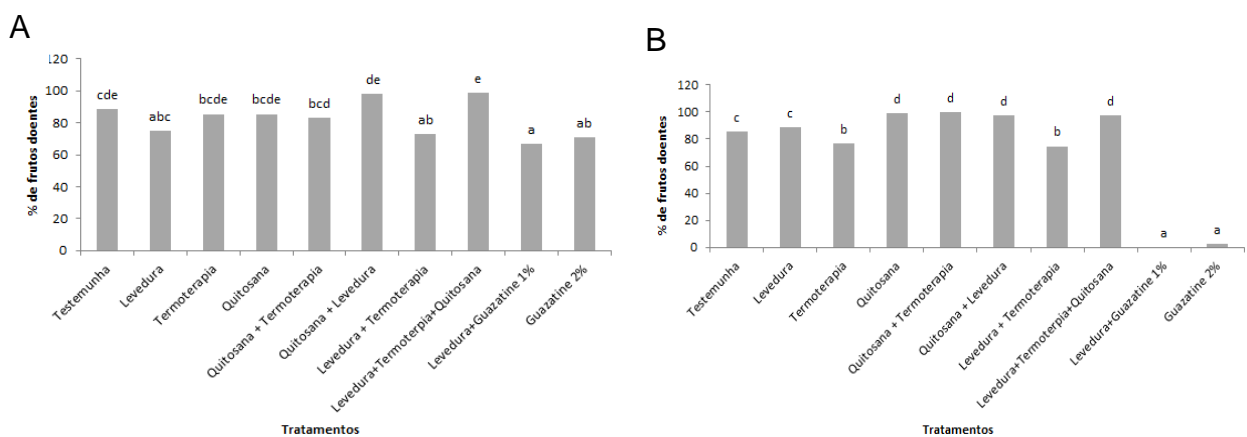 A
120
100
80
60
40
20
0
% de frutos doentes
cde
abc
bcde
bcde
bcd
de
ab
e
a
ab
Testemunha
Levedura
Termoterapia
Quitosana
Quitosana + Termoterapia
Quitosana + Levedura
Levedura + Termoterapia
Levedura+Termoterpia+Quitosana
Levedura+Guazatine 1%
Guazatine 2%
Tratamentos
B
120
100
80
60
40
20
0
% de frutos doentes
c
c
b
d
d
d
b
d
a
a
Testemunha
Levedura
Termoterapia
Quitosana
Quitosana + Termoterapia
Quitosana + Levedura
Levedura + Termoterapia
Levedura+Termoterpia+Quitosana
Levedura+Guazatine 1%
Guazatine 2%
Tratamentos